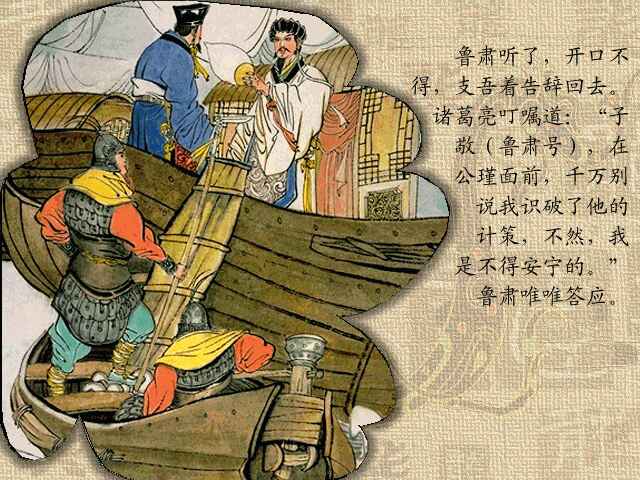 鲁肃听了，开口不
得，支吾着告辞回去。
诸葛亮叮嘱道：“子
敬（鲁肃号），在
公瑾面前，千万别
说我识破了他的
计策，不然，我
是不得安宁的。”
鲁肃唯唯答应。